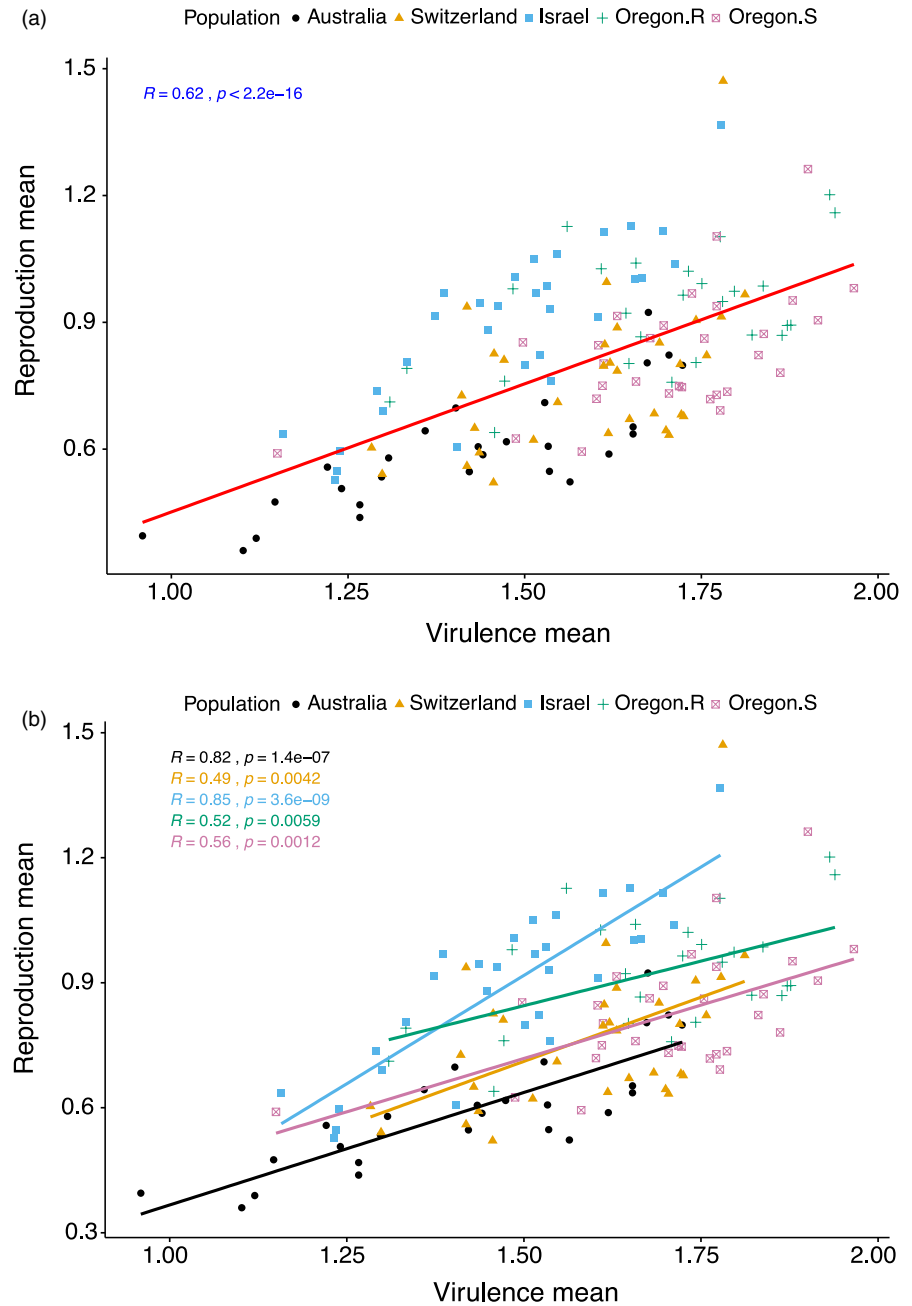 (a)
Population Australia Switzerland Israel Oregon.R Oregon.S
R = 0.62 , p < 2.2e−16
Reproduction mean
1.5
1.2
0.9
0.6
1.00 1.25 1.50 1.75 2.00
Virulence mean
(b)
Population Australia Switzerland Israel Oregon.R Oregon.S
R = 0.82 , p = 1.4e−07
R = 0.49 , p = 0.0042
R = 0.85 , p = 3.6e−09
R = 0.52 , p = 0.0059
R = 0.56 , p = 0.0012
Reproduction mean
1.5
1.2
0.9
0.6
0.3
1.00 1.25 1.50 1.75 2.00
Virulence mean